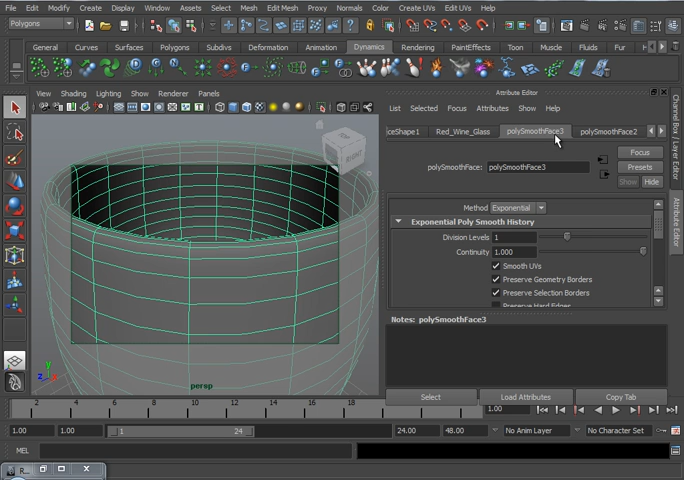 File Edit Modify Create Display Window Assets Select Mesh Edit Mesh Proxy Normals Color Create UVs Edit UVs Help
Polygons
General Curves Surfaces Polygons Subdivs Deformation Animation Dynamics Rendering PaintEffects Toon Muscle Fluids Fur
View Shading Lighting Show Renderer Panels
Attribute Editor
List Selected Focus Attributes Show Help
ceShape1 Red_Wine_Glass polySmoothFace3 polySmoothFace2
Focus
polySmoothFace: polySmoothFace3
Presets
Show Hide
Method Exponential
Exponential Poly Smooth History
Division Levels 1
Continuity 1.000
Smooth UVs
Preserve Geometry Borders
Preserve Selection Borders
Preserve Hard Edges
Notes: polySmoothFace3
Select Load Attributes Copy Tab
Channel Box / Layer Editor
Attribute Editor
RIGHT
y
z x
persp
2 4 6 8 10 12 14 16 18
1.00
1.00 1.00 1 24 24.00 48.00 No Anim Layer No Character Set
MEL
R...